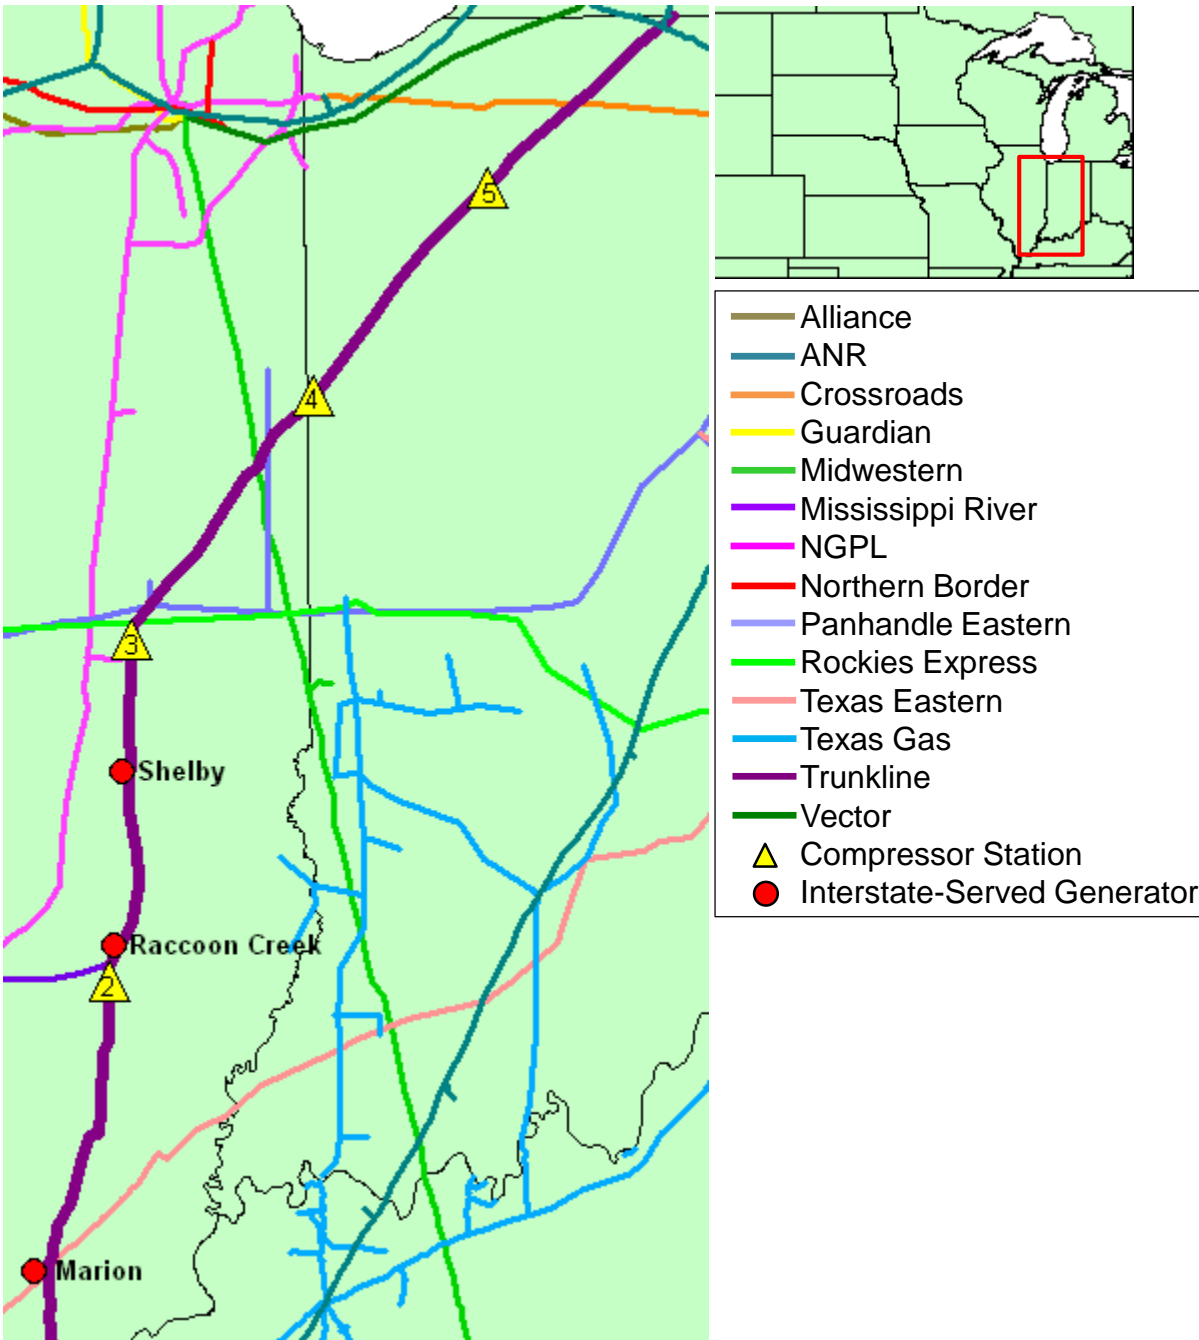 5
4
3
Shelby
Raccoon Creek
2
Marion
Alliance
ANR
Crossroads
Guardian
Midwestern
Mississippi River
NGPL
Northern Border
Panhandle Eastern
Rockies Express
Texas Eastern
Texas Gas
Trunkline
Vector
Compressor Station
Interstate-Served Generator